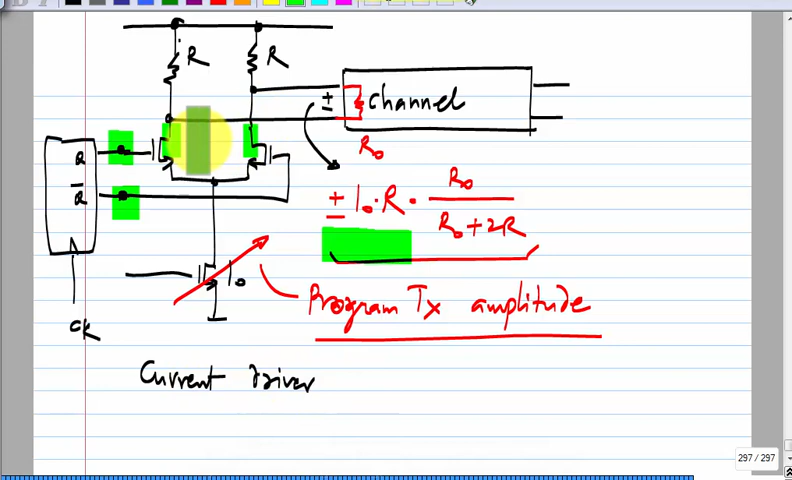 R R
Channel
±
R₀
Q
Q̄
± I₀·R· R₀ / R₀+2R
I₀
Program Tx amplitude
CK
Current Driver
297 / 297